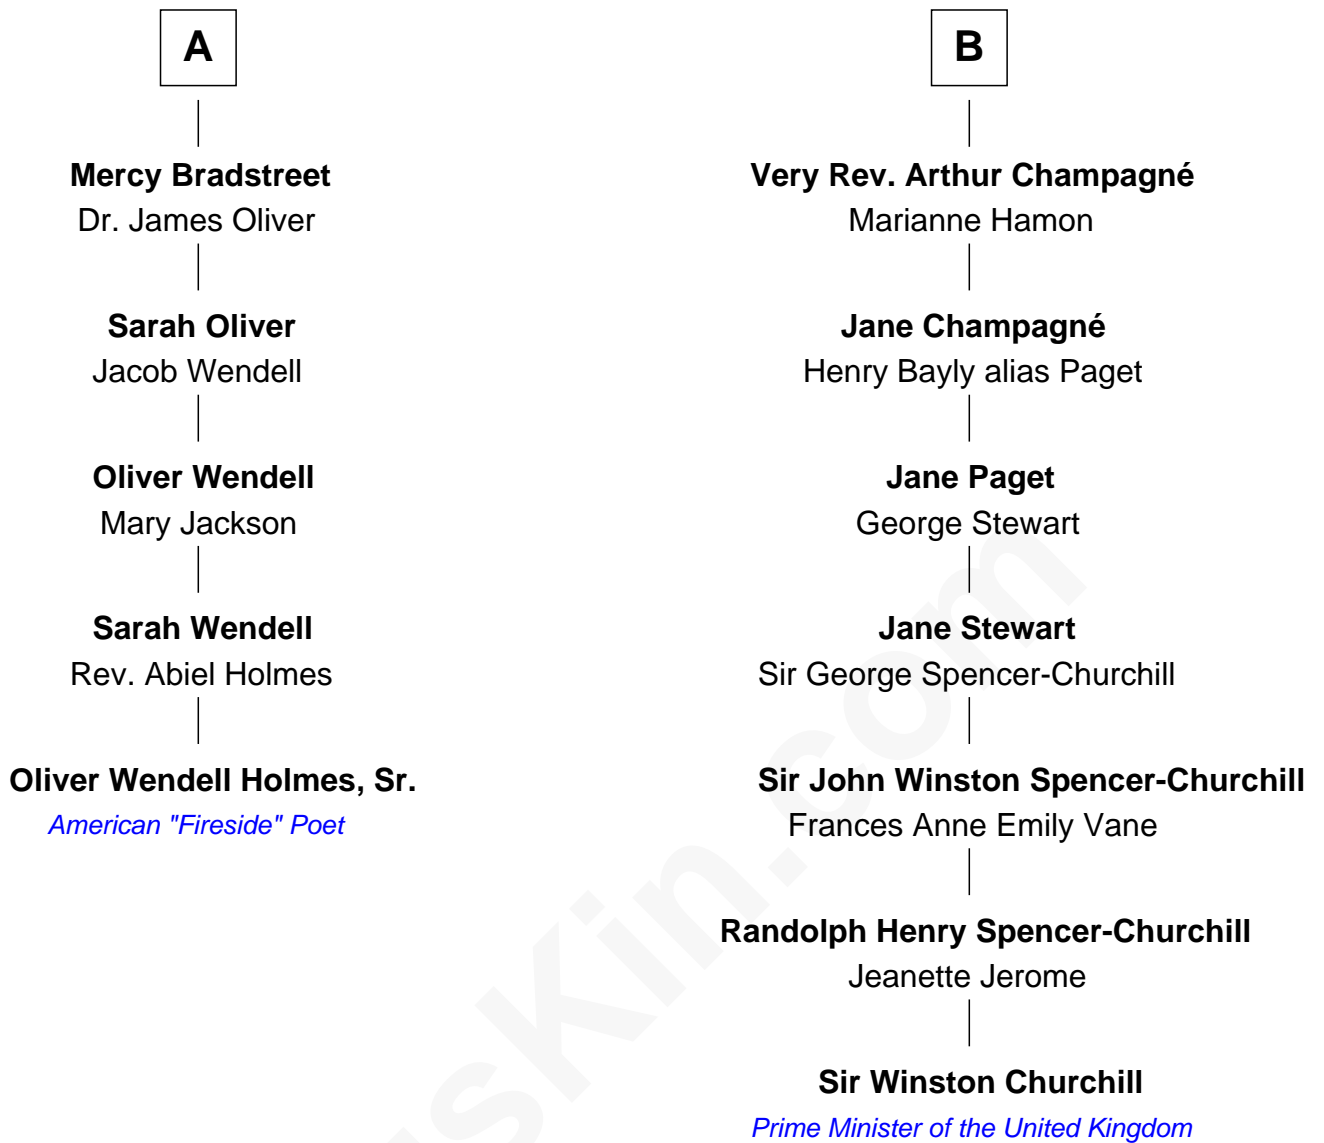 A
Mercy Bradstreet
Dr. James Oliver
Sarah Oliver
Jacob Wendell
Oliver Wendell
Mary Jackson
Sarah Wendell
Rev. Abiel Holmes
Oliver Wendell Holmes, Sr.
American "Fireside" Poet
B
Very Rev. Arthur Champagné
Marianne Hamon
Jane Champagné
Henry Bayly alias Paget
Jane Paget
George Stewart
Jane Stewart
Sir George Spencer-Churchill
Sir John Winston Spencer-Churchill
Frances Anne Emily Vane
Randolph Henry Spencer-Churchill
Jeanette Jerome
Sir Winston Churchill
Prime Minister of the United Kingdom